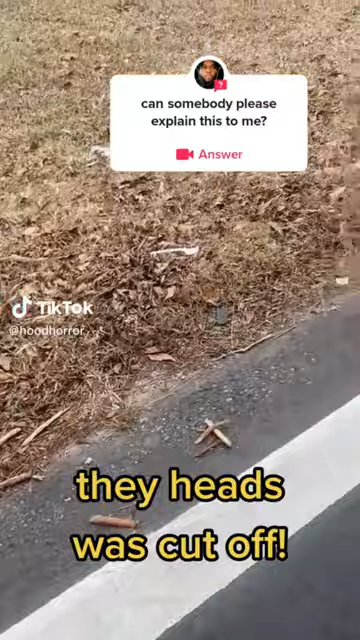 can somebody please
explain this to me?
Answer
TikTok
@hoodhorror
they heads
was cut off!